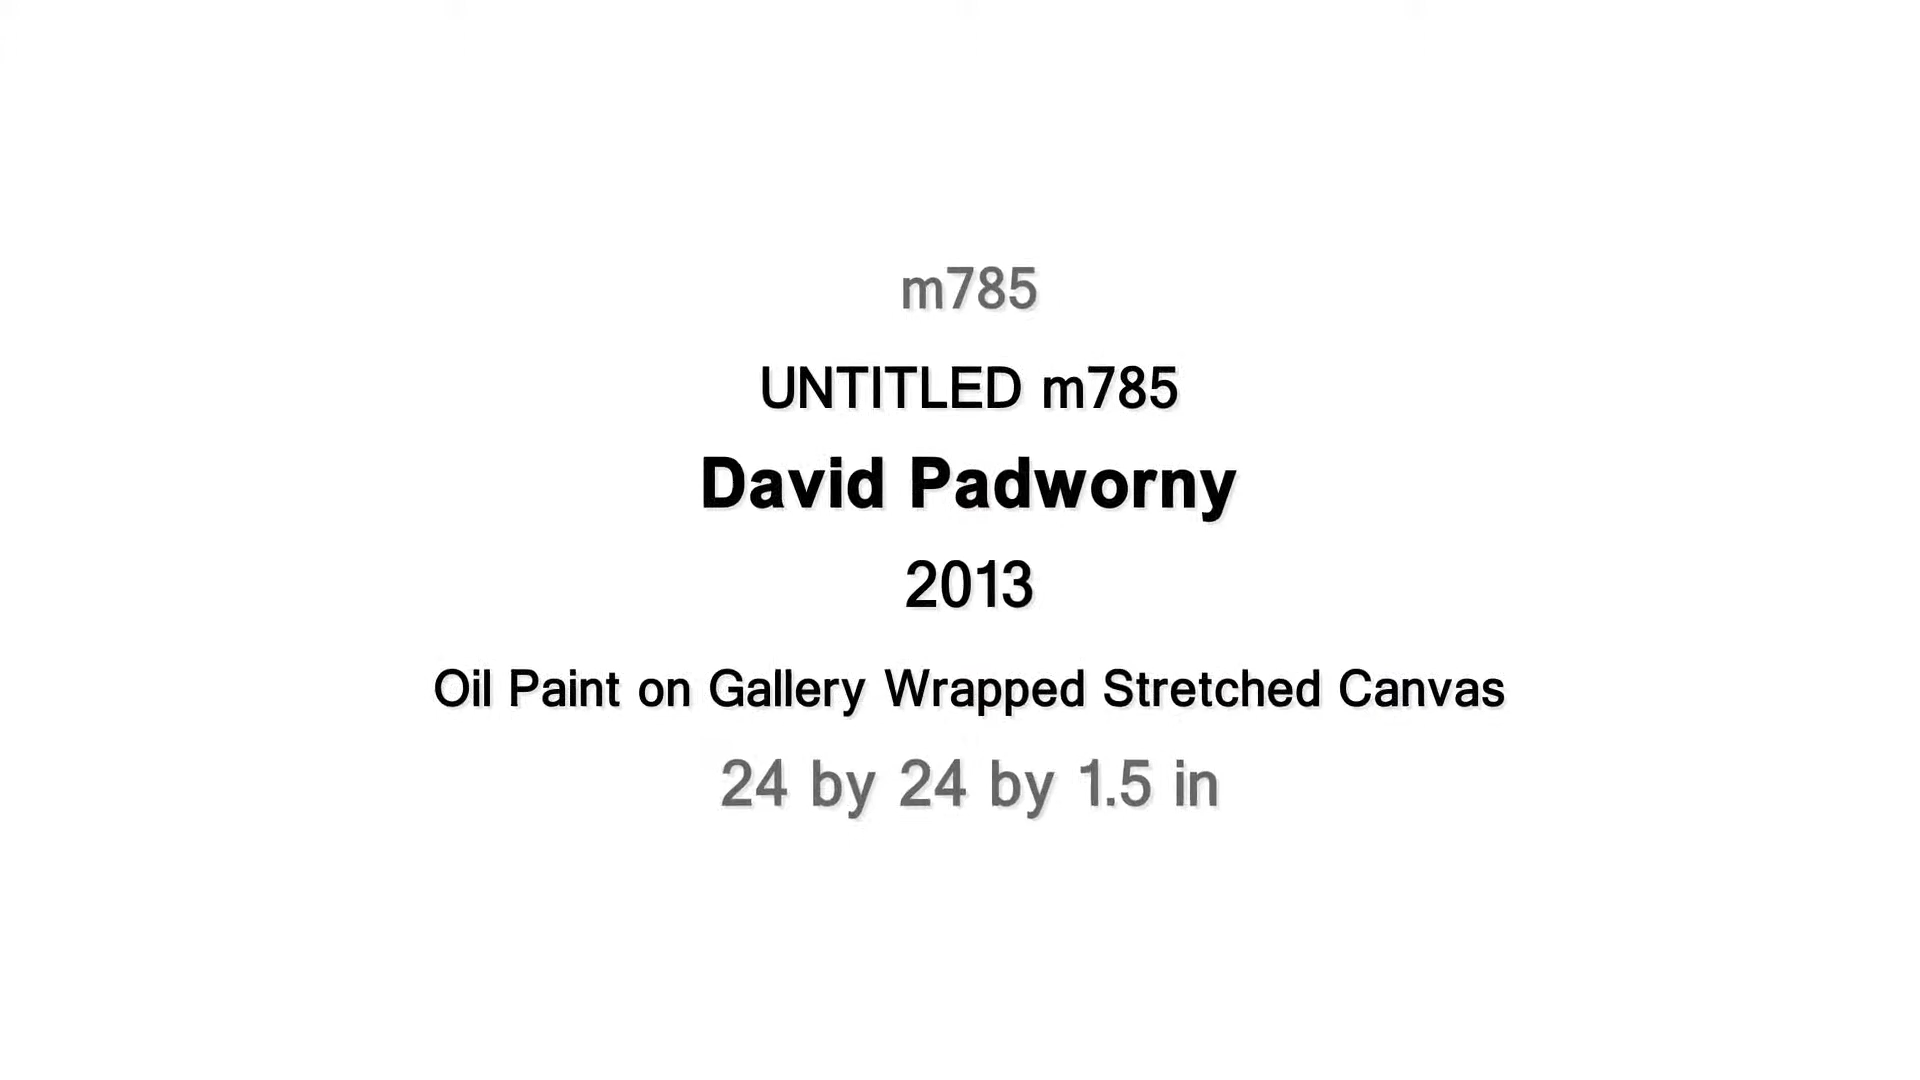 m785
UNTITLED m785
David Padworny
2013
Oil Paint on Gallery Wrapped Stretched Canvas
24 by 24 by 1.5 in